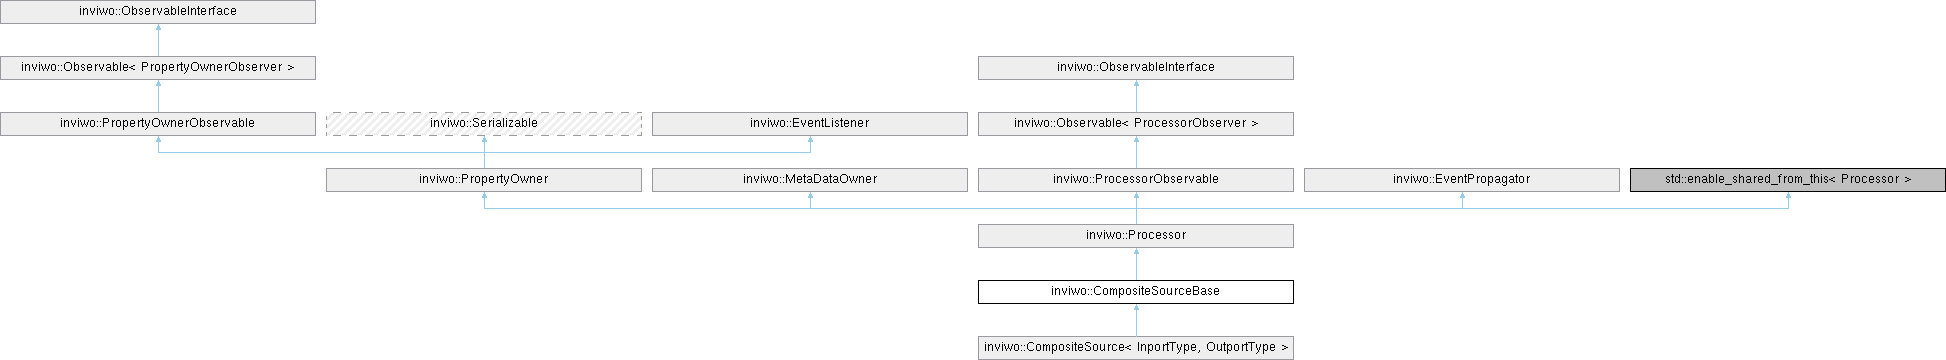 inviwo::ObservableInterface
inviwo::Observable< PropertyOwnerObserver >
inviwo::ObservableInterface
inviwo::PropertyOwnerObservable
inviwo::Serializable
inviwo::EventListener
inviwo::Observable< ProcessorObserver >
inviwo::PropertyOwner
inviwo::MetaDataOwner
inviwo::ProcessorObservable
inviwo::EventPropagator
std::enable_shared_from_this< Processor >
inviwo::Processor
inviwo::CompositeSourceBase
inviwo::CompositeSource< InportType, OutportType >